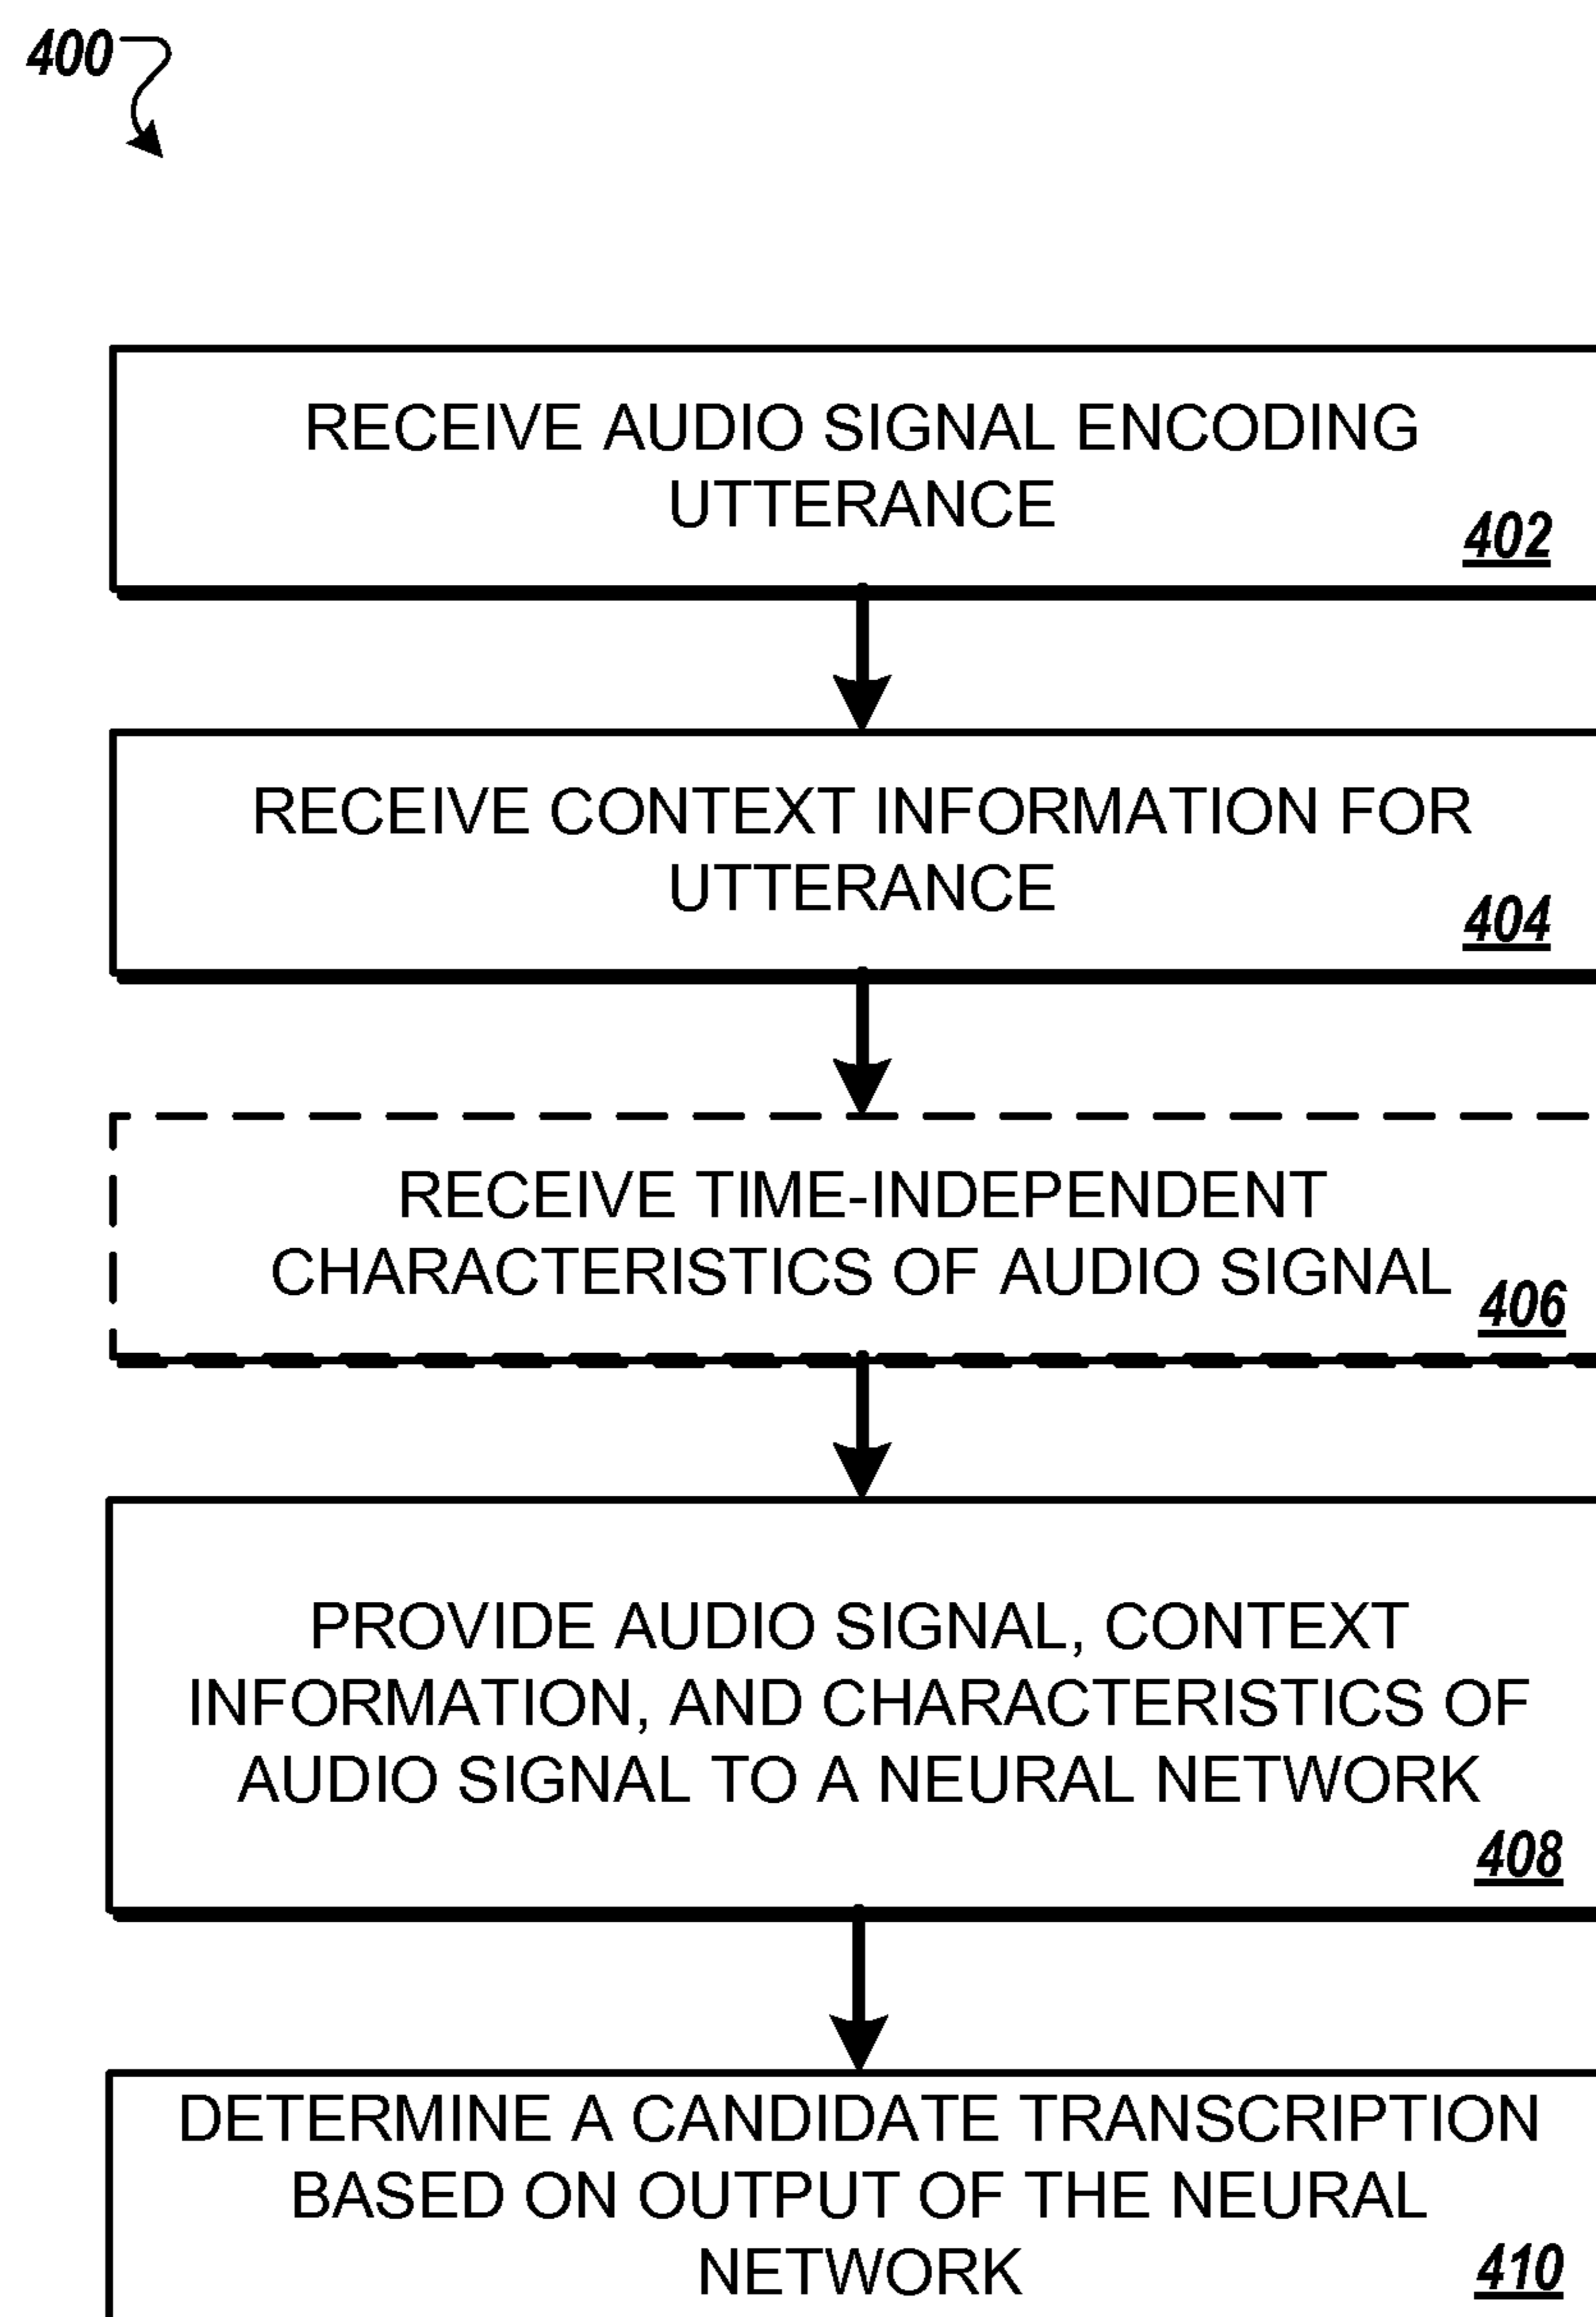 400
RECEIVE AUDIO SIGNAL ENCODING
UTTERANCE
402
RECEIVE CONTEXT INFORMATION FOR
UTTERANCE
404
RECEIVE TIME-INDEPENDENT
CHARACTERISTICS OF AUDIO SIGNAL
406
PROVIDE AUDIO SIGNAL, CONTEXT
INFORMATION, AND CHARACTERISTICS OF
AUDIO SIGNAL TO A NEURAL NETWORK
408
DETERMINE A CANDIDATE TRANSCRIPTION
BASED ON OUTPUT OF THE NEURAL
NETWORK
410